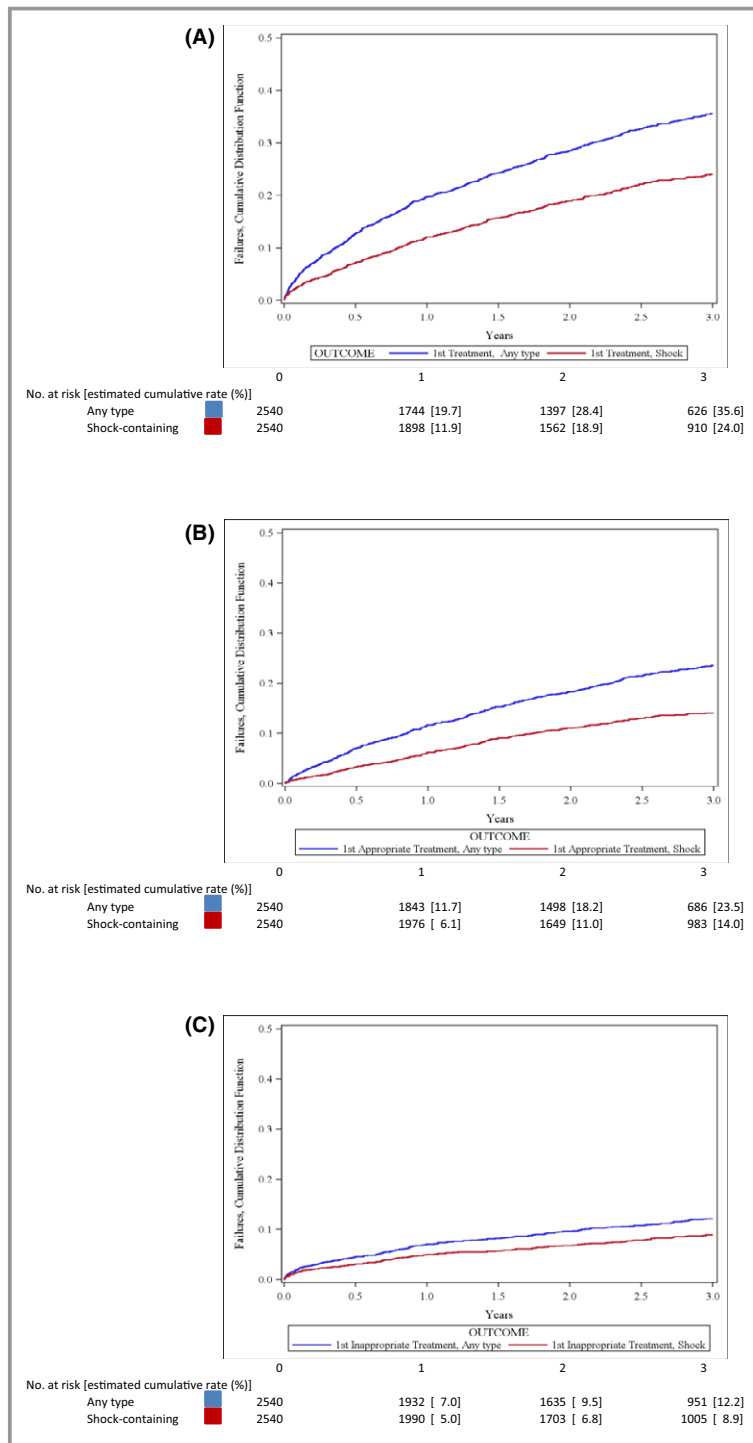 (A)
0.5
0.4
0.3
0.2
0.1
0.0
Failures, Cumulative Distribution Function
0.0 0.5 1.0 1.5 2.0 2.5 3.0
Years
OUTCOME 1st Treatment, Any type 1st Treatment, Shock
0 1 2 3
No. at risk [estimated cumulative rate (%)]
Any type 2540 1744 [19.7] 1397 [28.4] 626 [35.6]
Shock-containing 2540 1898 [11.9] 1562 [18.9] 910 [24.0]
(B)
0.5
0.4
0.3
0.2
0.1
0.0
Failures, Cumulative Distribution Function
0.0 0.5 1.0 1.5 2.0 2.5 3.0
Years
OUTCOME
1st Appropriate Treatment, Any type 1st Appropriate Treatment, Shock
0 1 2 3
No. at risk [estimated cumulative rate (%)]
Any type 2540 1843 [11.7] 1498 [18.2] 686 [23.5]
Shock-containing 2540 1976 [ 6.1] 1649 [11.0] 983 [14.0]
(C)
0.5
0.4
0.3
0.2
0.1
0.0
Failures, Cumulative Distribution Function
0.0 0.5 1.0 1.5 2.0 2.5 3.0
Years
OUTCOME
1st Inappropriate Treatment, Any type 1st Inappropriate Treatment, Shock
0 1 2 3
No. at risk [estimated cumulative rate (%)]
Any type 2540 1932 [ 7.0] 1635 [ 9.5] 951 [12.2]
Shock-containing 2540 1990 [ 5.0] 1703 [ 6.8] 1005 [ 8.9]